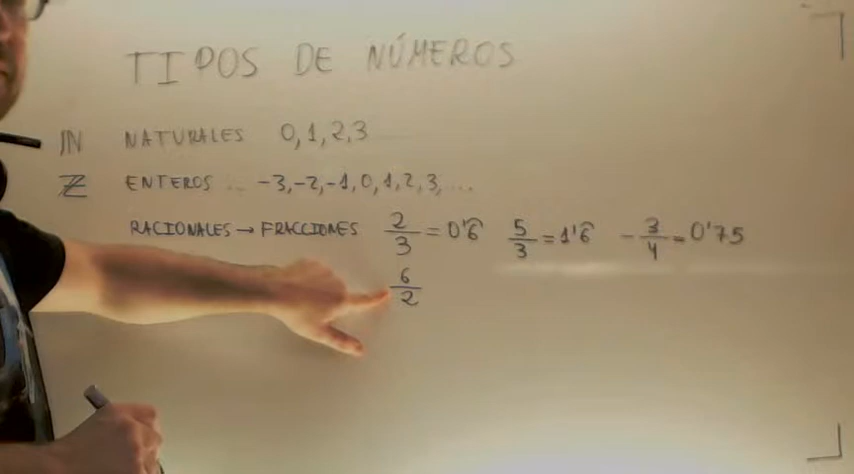 TIPOS DE NÚMEROS
ℕ NATURALES 0, 1, 2, 3
ℤ ENTEROS ... -3, -2, -1, 0, 1, 2, 3, ...
RACIONALES → FRACCIONES 2/3 = 0'6̂ 5/3 = 1'6̂ -3/4 = 0'75
6/2